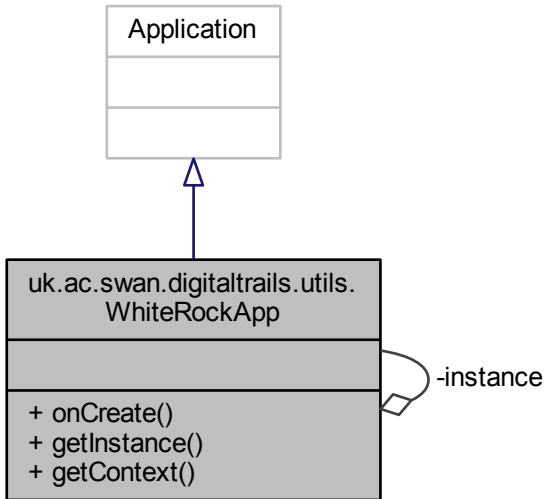 Application
uk.ac.swan.digitaltrails.utils.
WhiteRockApp
-instance
+ onCreate()
+ getInstance()
+ getContext()